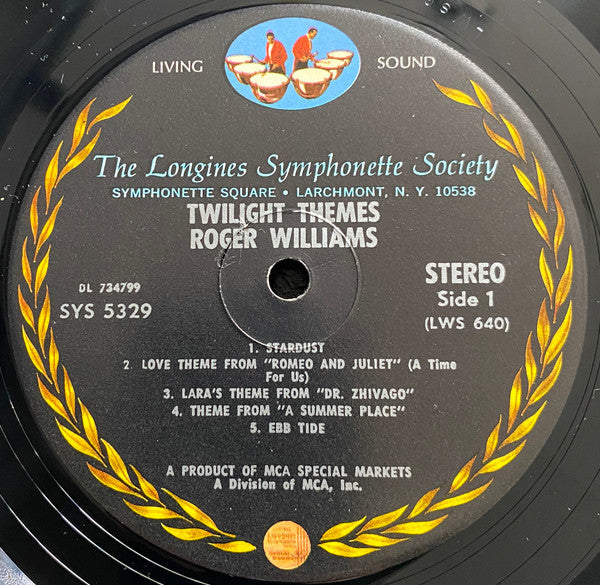 LIVING SOUND
The Longines Symphonette Society
SYMPHONETTE SQUARE • LARCHMONT, N. Y. 10538
TWILIGHT THEMES
ROGER WILLIAMS
DL 734799
SYS 5329
STEREO
Side 1
(LWS 640)
1. STARDUST
2 LOVE THEME FROM "ROMEO AND JULIET" (A Time
For Us)
3. LARA'S THEME FROM "DR. ZHIVAGO"
4. THEME FROM "A SUMMER PLACE"
5. EBB TIDE
A PRODUCT OF MCA SPECIAL MARKETS
A Division of MCA, Inc.